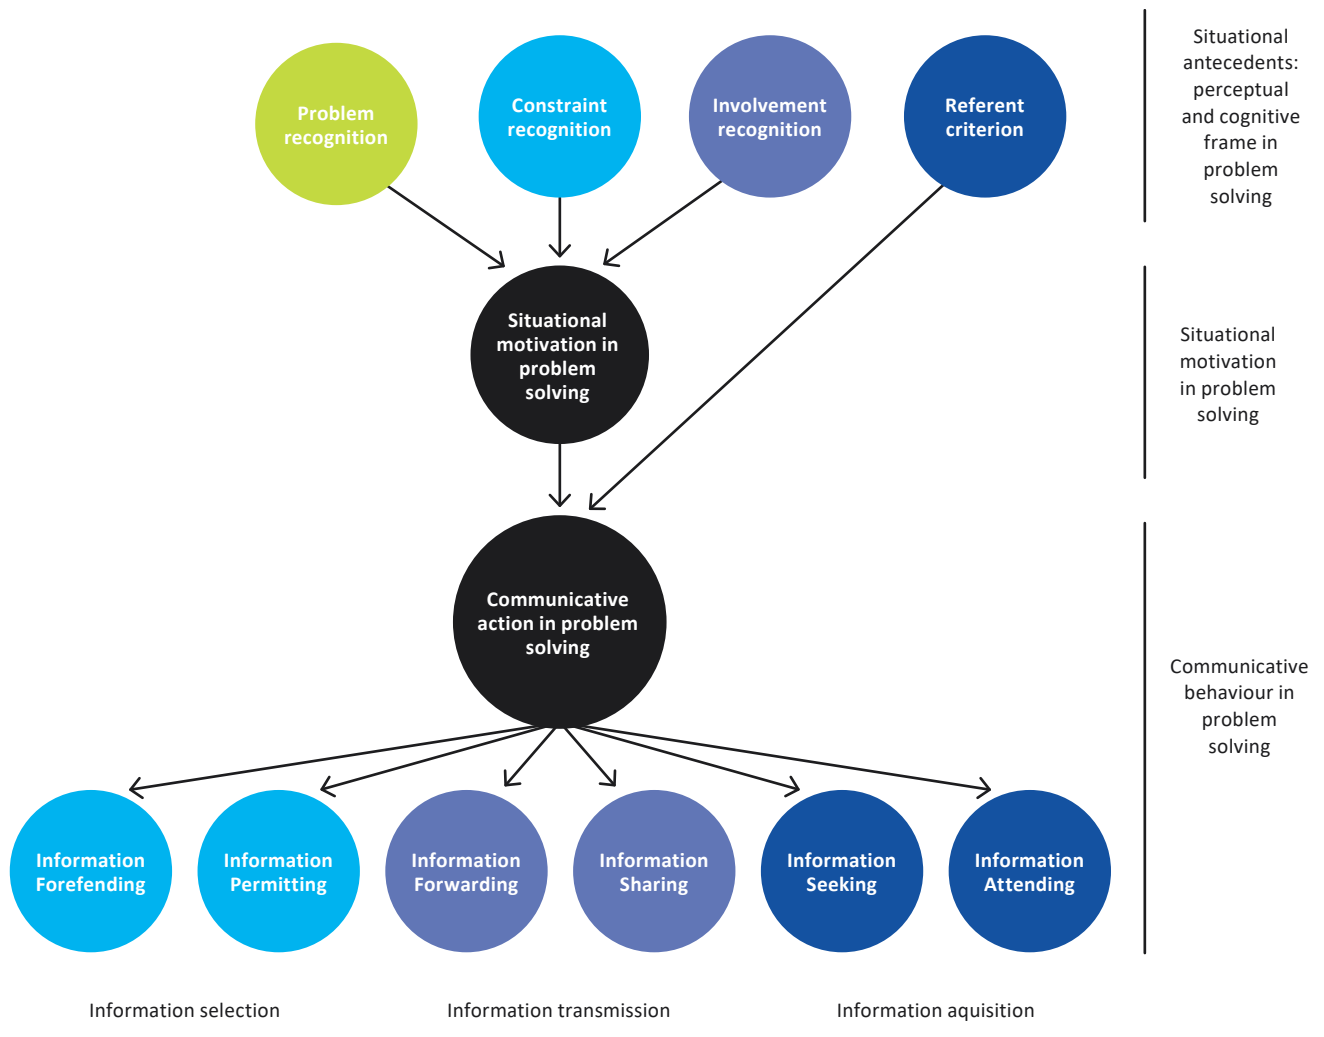 Problem
recognition
Constraint
recognition
Involvement
recognition
Referent
criterion
Situational
antecedents:
perceptual
and cognitive
frame in
problem
solving
Situational
motivation in
problem
solving
Situational
motivation
in problem
solving
Communicative
action in problem
solving
Communicative
behaviour in
problem
solving
Information
Forefending
Information
Permitting
Information
Forwarding
Information
Sharing
Information
Seeking
Information
Attending
Information selection
Information transmission
Information aquisition